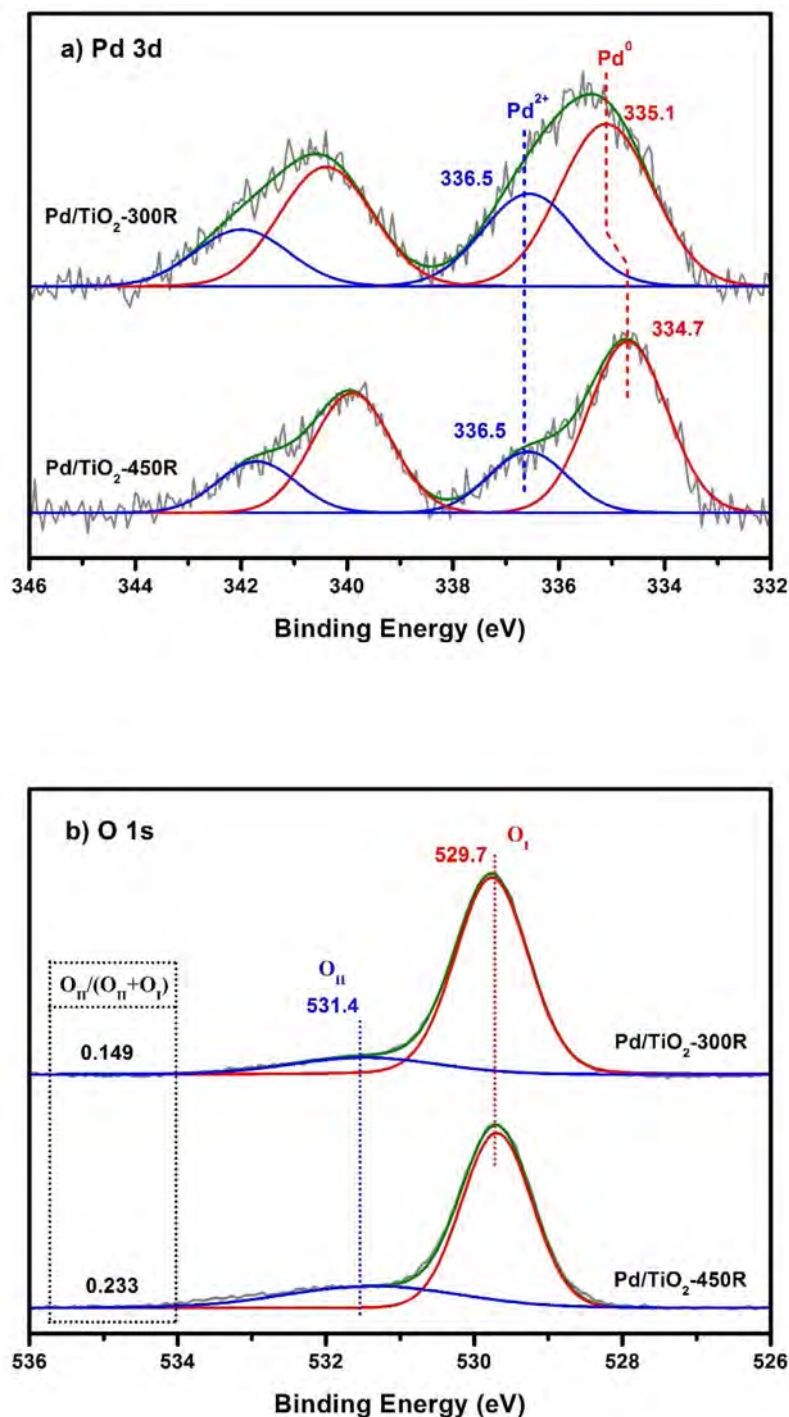 a) Pd 3d
Pd⁰
Pd²⁺
335.1
336.5
Pd/TiO₂-300R
334.7
336.5
Pd/TiO₂-450R
346 344 342 340 338 336 334 332
Binding Energy (eV)
b) O 1s
O_I
529.7
O_II
O_II/(O_II+O_I)
531.4
Pd/TiO₂-300R
0.149
Pd/TiO₂-450R
0.233
536 534 532 530 528 526
Binding Energy (eV)